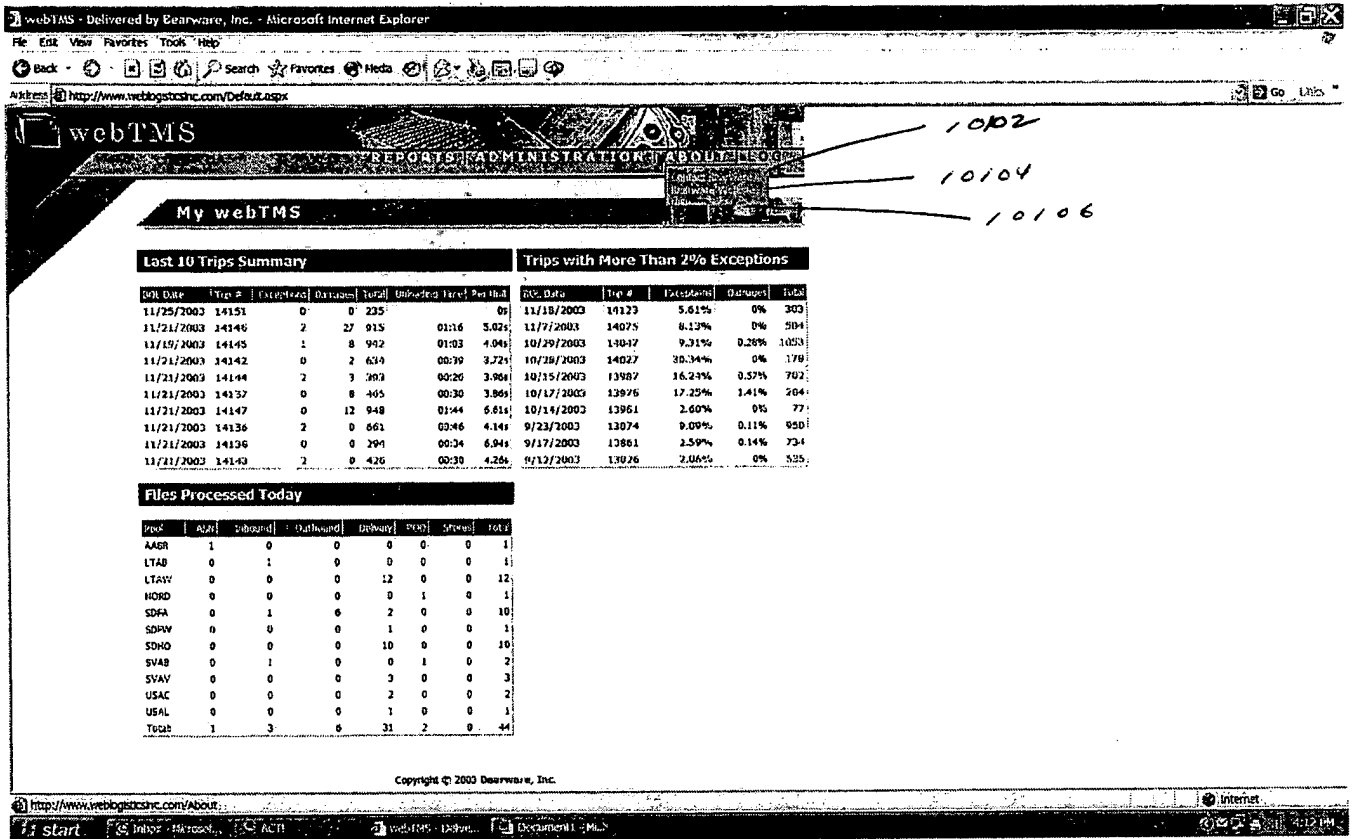 webTMS - Delivered by Bearware, Inc. - Microsoft Internet Explorer
File Edit View Favorites Tools Help
Back Search Favorites Media
Address http://www.weblogisticsinc.com/Default.aspx Go Links
webTMS
REPORTS ADMINISTRATION ABOUT LOG
10102
10104
10106
My webTMS
Last 10 Trips Summary
BOL Date Trip # Exceptions Damages Total Unloading Time Per Unit
11/25/2003 14151 0 0 235 0s
11/21/2003 14146 2 27 915 01:16 5.02s
11/19/2003 14145 1 8 942 01:03 4.04s
11/21/2003 14142 0 2 634 00:39 3.72s
11/21/2003 14144 2 3 393 00:26 3.96s
11/21/2003 14137 0 8 465 00:30 3.86s
11/21/2003 14147 0 12 948 01:44 6.61s
11/21/2003 14136 2 0 661 00:46 4.14s
11/21/2003 14138 0 0 294 00:34 6.94s
11/21/2003 14143 2 0 426 00:30 4.26s
Trips with More Than 2% Exceptions
BOL Date Trip # Exceptions Damages Total
11/18/2003 14123 5.61% 0% 303
11/7/2003 14075 8.13% 0% 504
10/29/2003 14047 9.31% 0.28% 1053
10/28/2003 14027 30.34% 0% 178
10/15/2003 13987 16.24% 0.57% 702
10/17/2003 13976 17.25% 1.41% 284
10/14/2003 13961 2.60% 0% 77
9/23/2003 13874 9.09% 0.11% 950
9/17/2003 13861 2.59% 0.14% 734
9/12/2003 13826 2.06% 0% 535
Files Processed Today
Pool ASN Inbound Outbound Delivery POD Stores Total
AASR 1 0 0 0 0 0 1
LTAB 0 1 0 0 0 0 1
LTAW 0 0 0 12 0 0 12
NORD 0 0 0 0 1 0 1
SDFA 0 1 6 2 0 0 10
SDFW 0 0 0 1 0 0 1
SDHO 0 0 0 10 0 0 10
SVAB 0 1 0 0 1 0 2
SVAV 0 0 0 3 0 0 3
USAC 0 0 0 2 0 0 2
USAL 0 0 0 1 0 0 1
Total: 1 3 6 31 2 0 44
Copyright © 2003 Bearware, Inc.
http://www.weblogisticsinc.com/About
Internet
start Inbox - Microsof... ACT! webTMS - Delive... Document1 - Mi... 4:12 PM